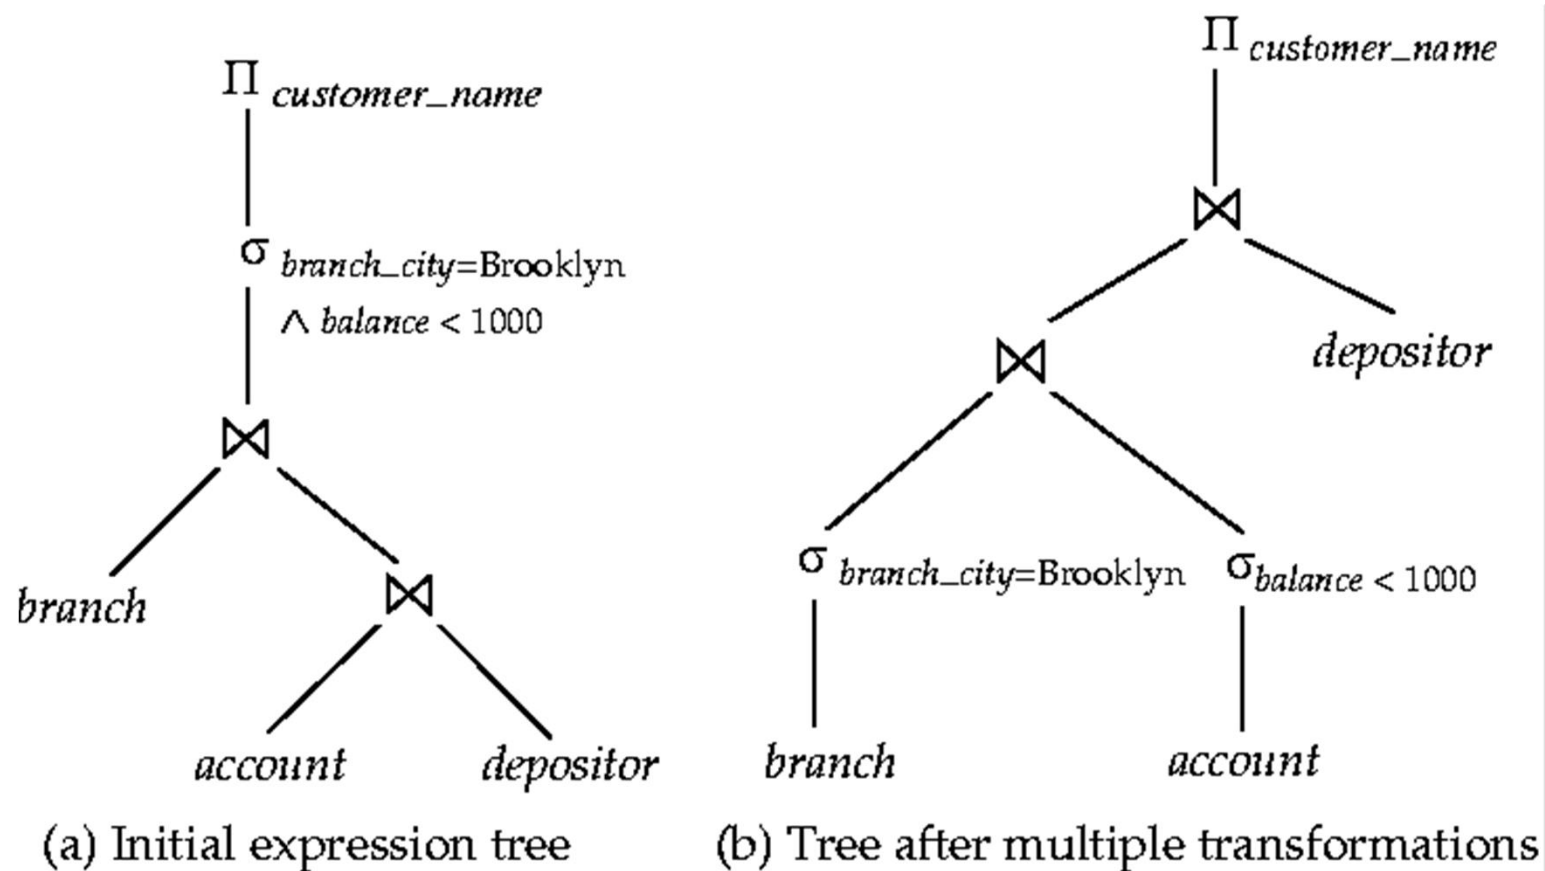 Π customer_name
σ branch_city=Brooklyn
∧ balance < 1000
⋈
branch
⋈
account depositor
(a) Initial expression tree
Π customer_name
⋈
depositor
⋈
σ branch_city=Brooklyn σ balance < 1000
branch account
(b) Tree after multiple transformations